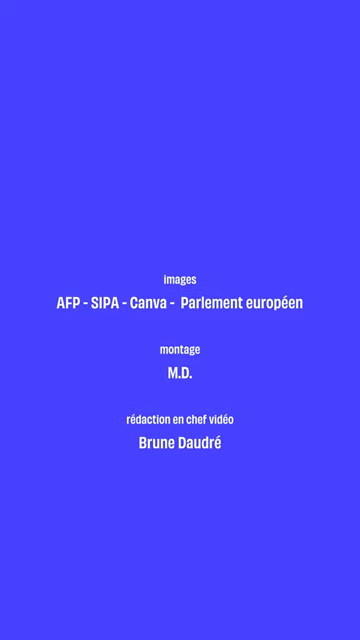 images
AFP - SIPA - Canva - Parlement européen
montage
M.D.
rédaction en chef vidéo
Brune Daudré